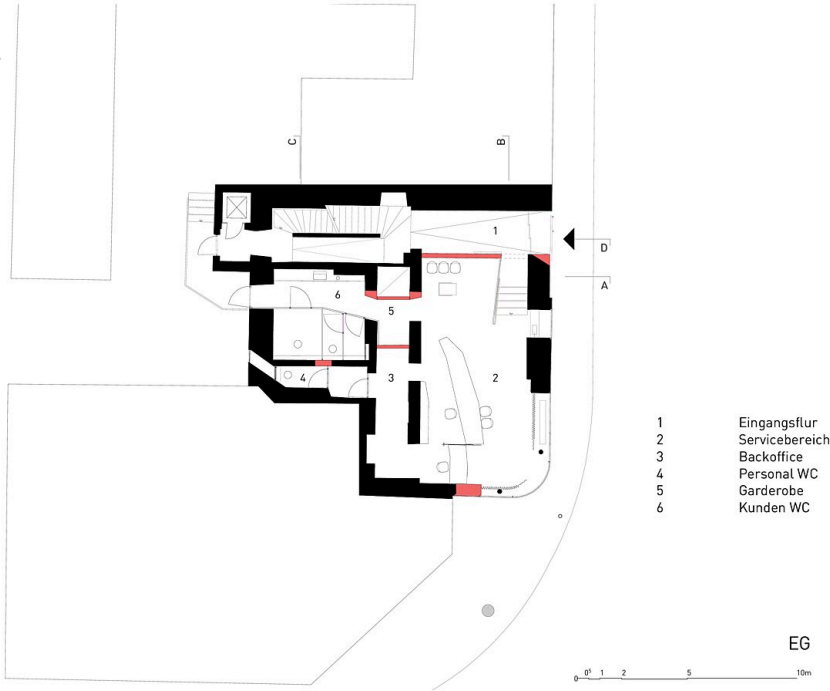 C
B
1
D
A
6
5
4
3
2
1 Eingangsflur
2 Servicebereich
3 Backoffice
4 Personal WC
5 Garderobe
6 Kunden WC
EG
0 0⁵ 1 2 5 10m